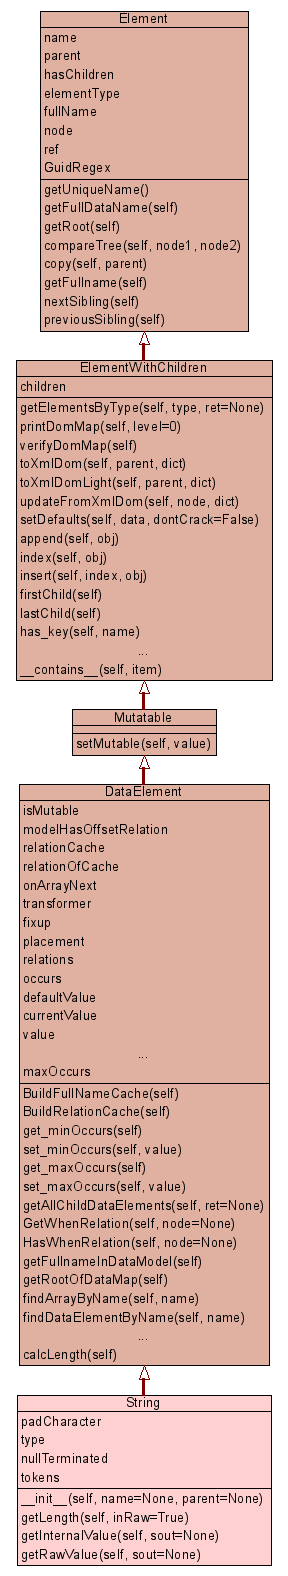 Element
name
parent
hasChildren
elementType
fullName
node
ref
GuidRegex
getUniqueName()
getFullDataName(self)
getRoot(self)
compareTree(self, node1, node2)
copy(self, parent)
getFullname(self)
nextSibling(self)
previousSibling(self)
ElementWithChildren
children
getElementsByType(self, type, ret=None)
printDomMap(self, level=0)
verifyDomMap(self)
toXmlDom(self, parent, dict)
toXmlDomLight(self, parent, dict)
updateFromXmlDom(self, node, dict)
setDefaults(self, data, dontCrack=False)
append(self, obj)
index(self, obj)
insert(self, index, obj)
firstChild(self)
lastChild(self)
has_key(self, name)
...
__contains__(self, item)
Mutatable
setMutable(self, value)
DataElement
isMutable
modelHasOffsetRelation
relationCache
relationOfCache
onArrayNext
transformer
fixup
placement
relations
occurs
defaultValue
currentValue
value
...
maxOccurs
BuildFullNameCache(self)
BuildRelationCache(self)
get_minOccurs(self)
set_minOccurs(self, value)
get_maxOccurs(self)
set_maxOccurs(self, value)
getAllChildDataElements(self, ret=None)
GetWhenRelation(self, node=None)
HasWhenRelation(self, node=None)
getFullnameInDataModel(self)
getRootOfDataMap(self)
findArrayByName(self, name)
findDataElementByName(self, name)
...
calcLength(self)
String
padCharacter
type
nullTerminated
tokens
__init__(self, name=None, parent=None)
getLength(self, inRaw=True)
getInternalValue(self, sout=None)
getRawValue(self, sout=None)